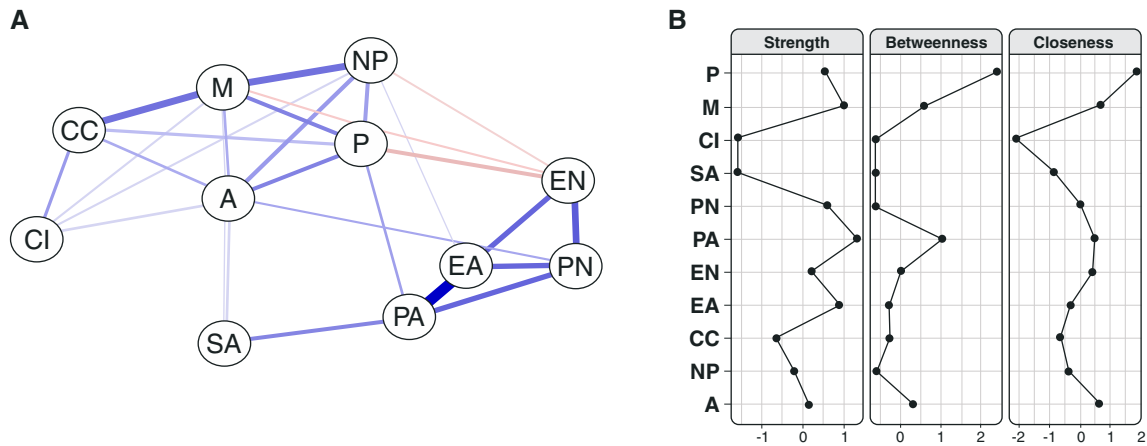 A
B
NP
M
CC
P
EN
A
CI
EA
PN
PA
SA
Strength Betweenness Closeness
P
M
CI
SA
PN
PA
EN
EA
CC
NP
A
-1 0 1 0 1 2 -2 -1 0 1 2